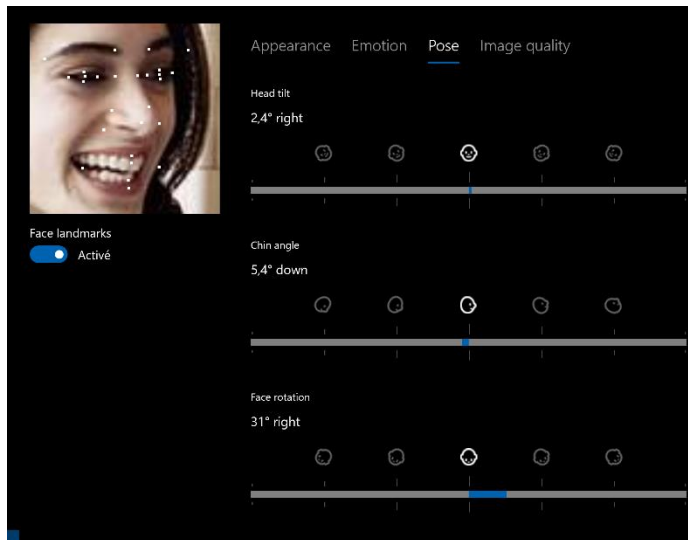 Appearance Emotion Pose Image quality
Head tilt
2,4° right
Face landmarks
Activé
Chin angle
5,4° down
Face rotation
31° right